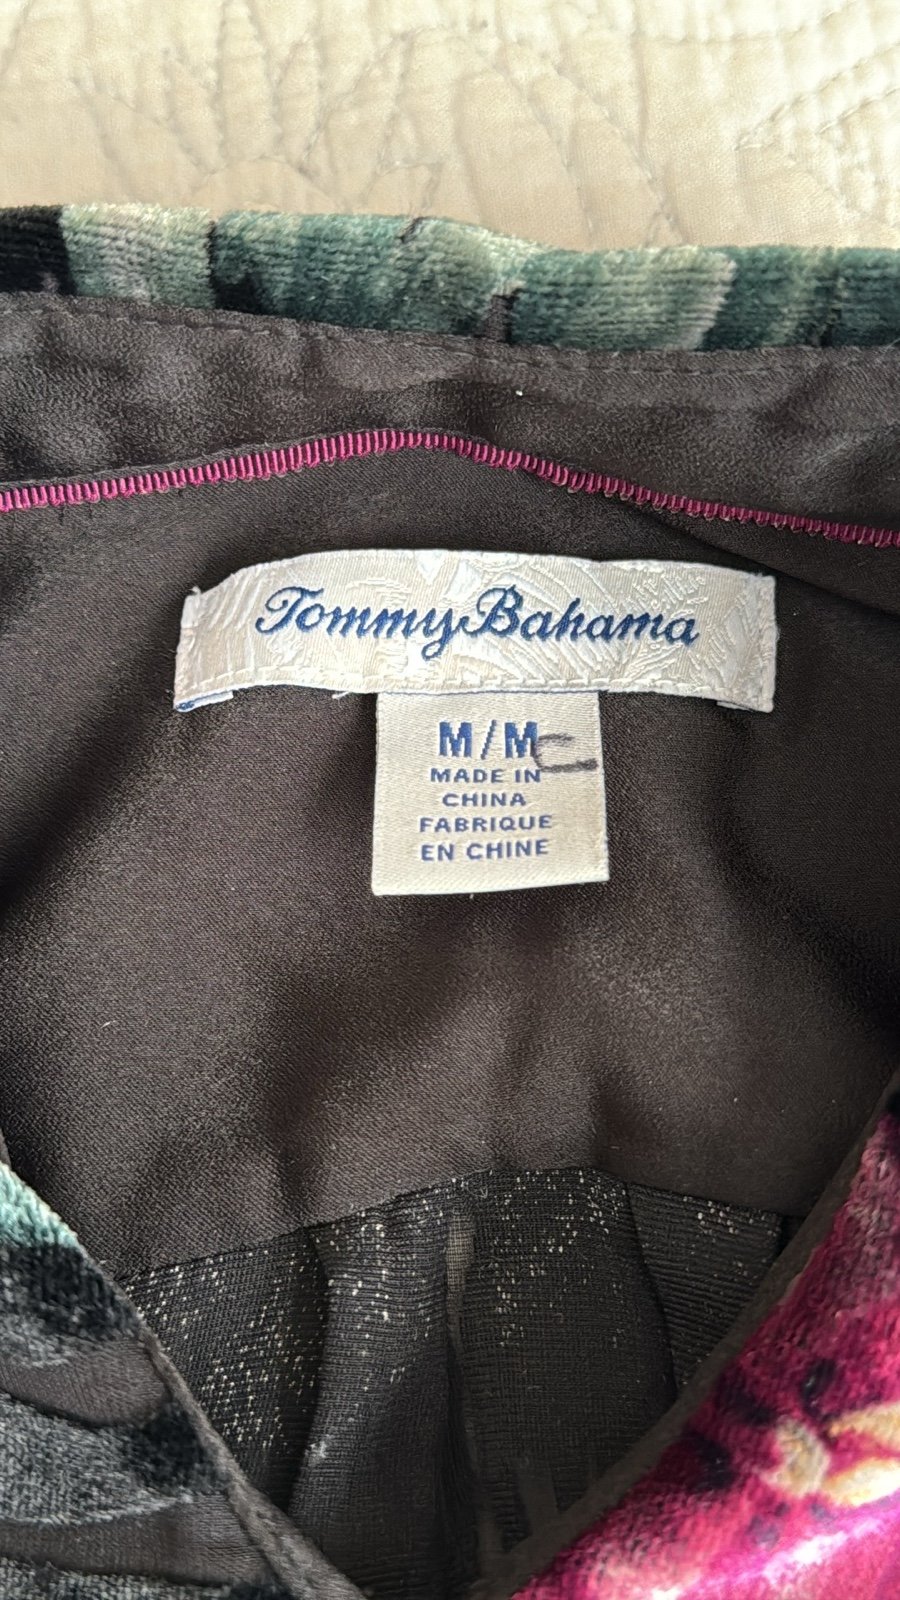 Tommy Bahama
M/M C
MADE IN
CHINA
FABRIQUE
EN CHINE